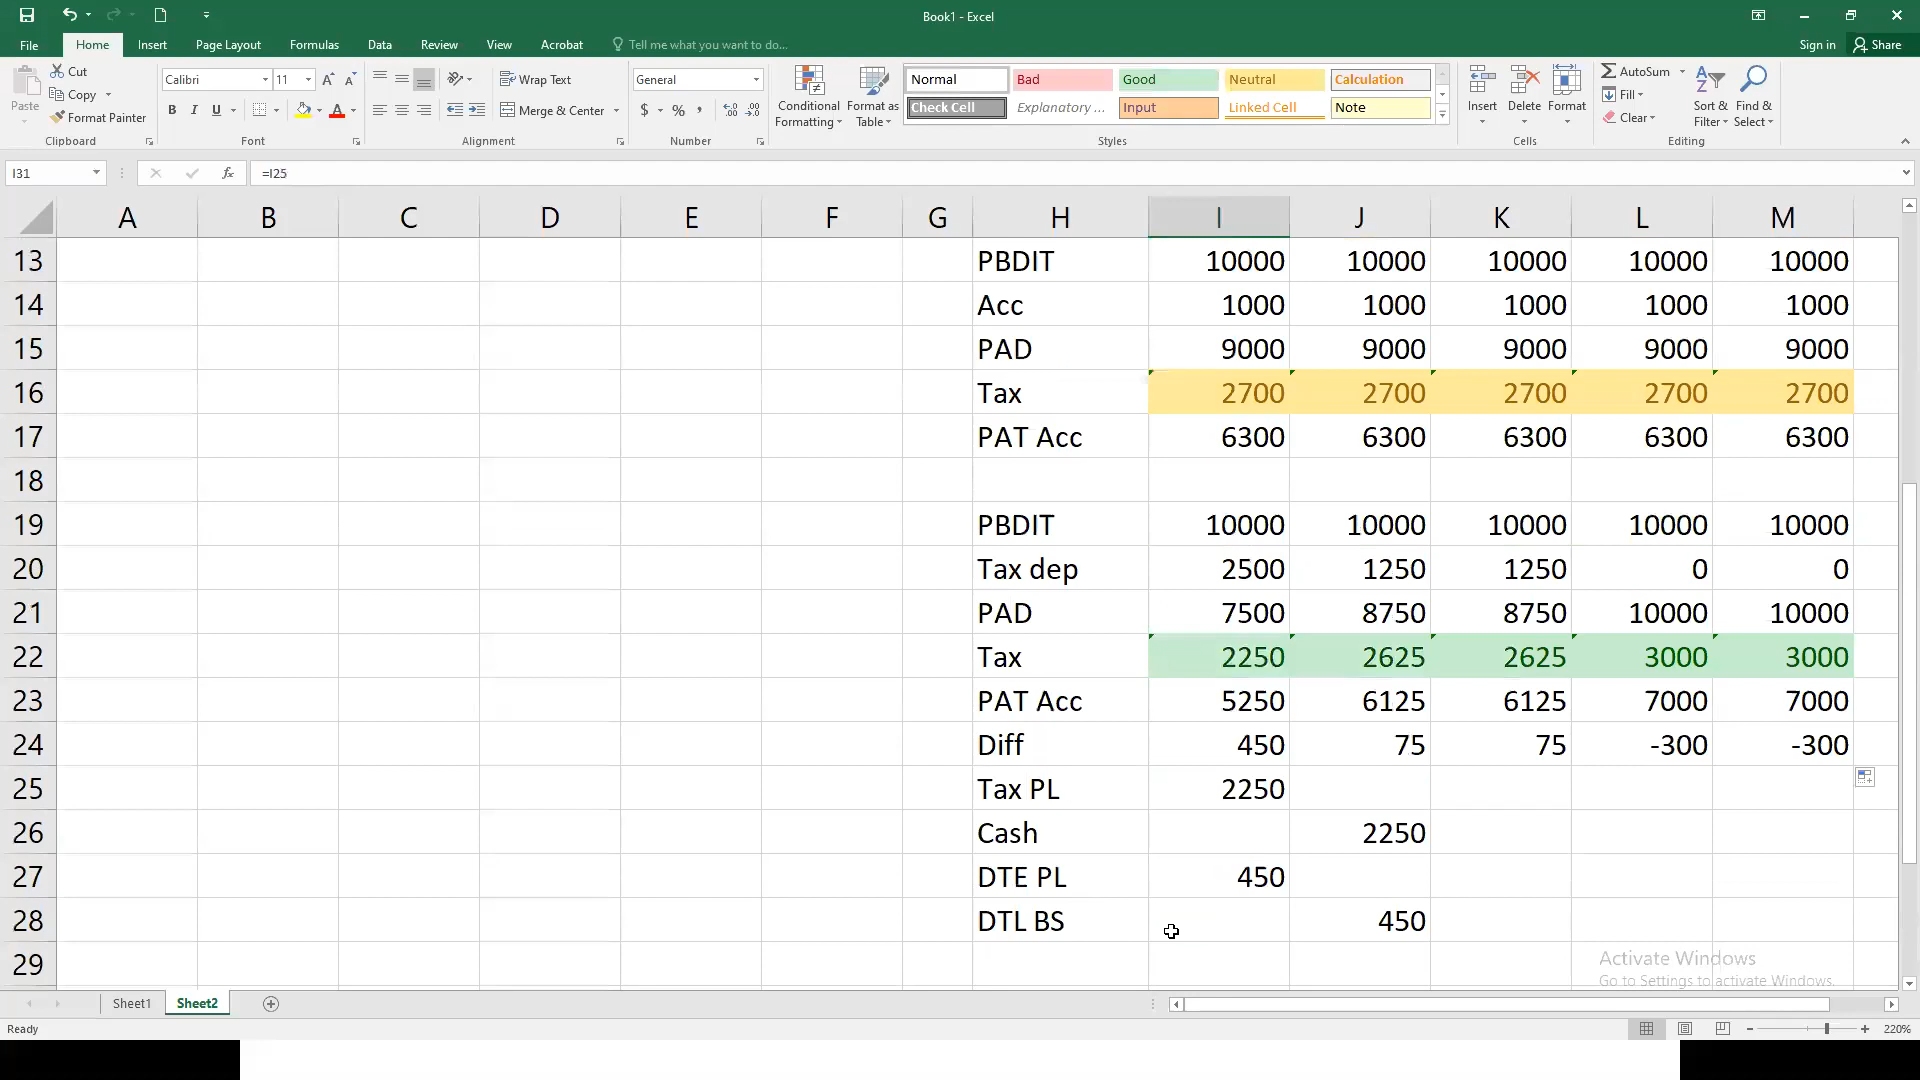 Book1 - Excel
File Home Insert Page Layout Formulas Data Review View Acrobat Tell me what you want to do... Sign in Share
Paste Cut Copy Format Painter
Clipboard
Calibri 11 A A B I U A
Font
Wrap Text
Merge & Center
Alignment
General
$ % ,
Number
Conditional Formatting
Format as Table
Normal Bad Good Neutral Calculation
Check Cell Explanatory ... Input Linked Cell Note
Styles
Insert Delete Format
Cells
AutoSum
Fill
Clear
Sort & Filter
Find & Select
Editing
I31 fx =I25
A B C D E F G H I J K L M
13 PBDIT 10000 10000 10000 10000 10000
14 Acc 1000 1000 1000 1000 1000
15 PAD 9000 9000 9000 9000 9000
16 Tax 2700 2700 2700 2700 2700
17 PAT Acc 6300 6300 6300 6300 6300
18
19 PBDIT 10000 10000 10000 10000 10000
20 Tax dep 2500 1250 1250 0 0
21 PAD 7500 8750 8750 10000 10000
22 Tax 2250 2625 2625 3000 3000
23 PAT Acc 5250 6125 6125 7000 7000
24 Diff 450 75 75 -300 -300
25 Tax PL 2250
26 Cash 2250
27 DTE PL 450
28 DTL BS 450
29
Activate Windows
Go to Settings to activate Windows.
Sheet1 Sheet2
Ready 220%